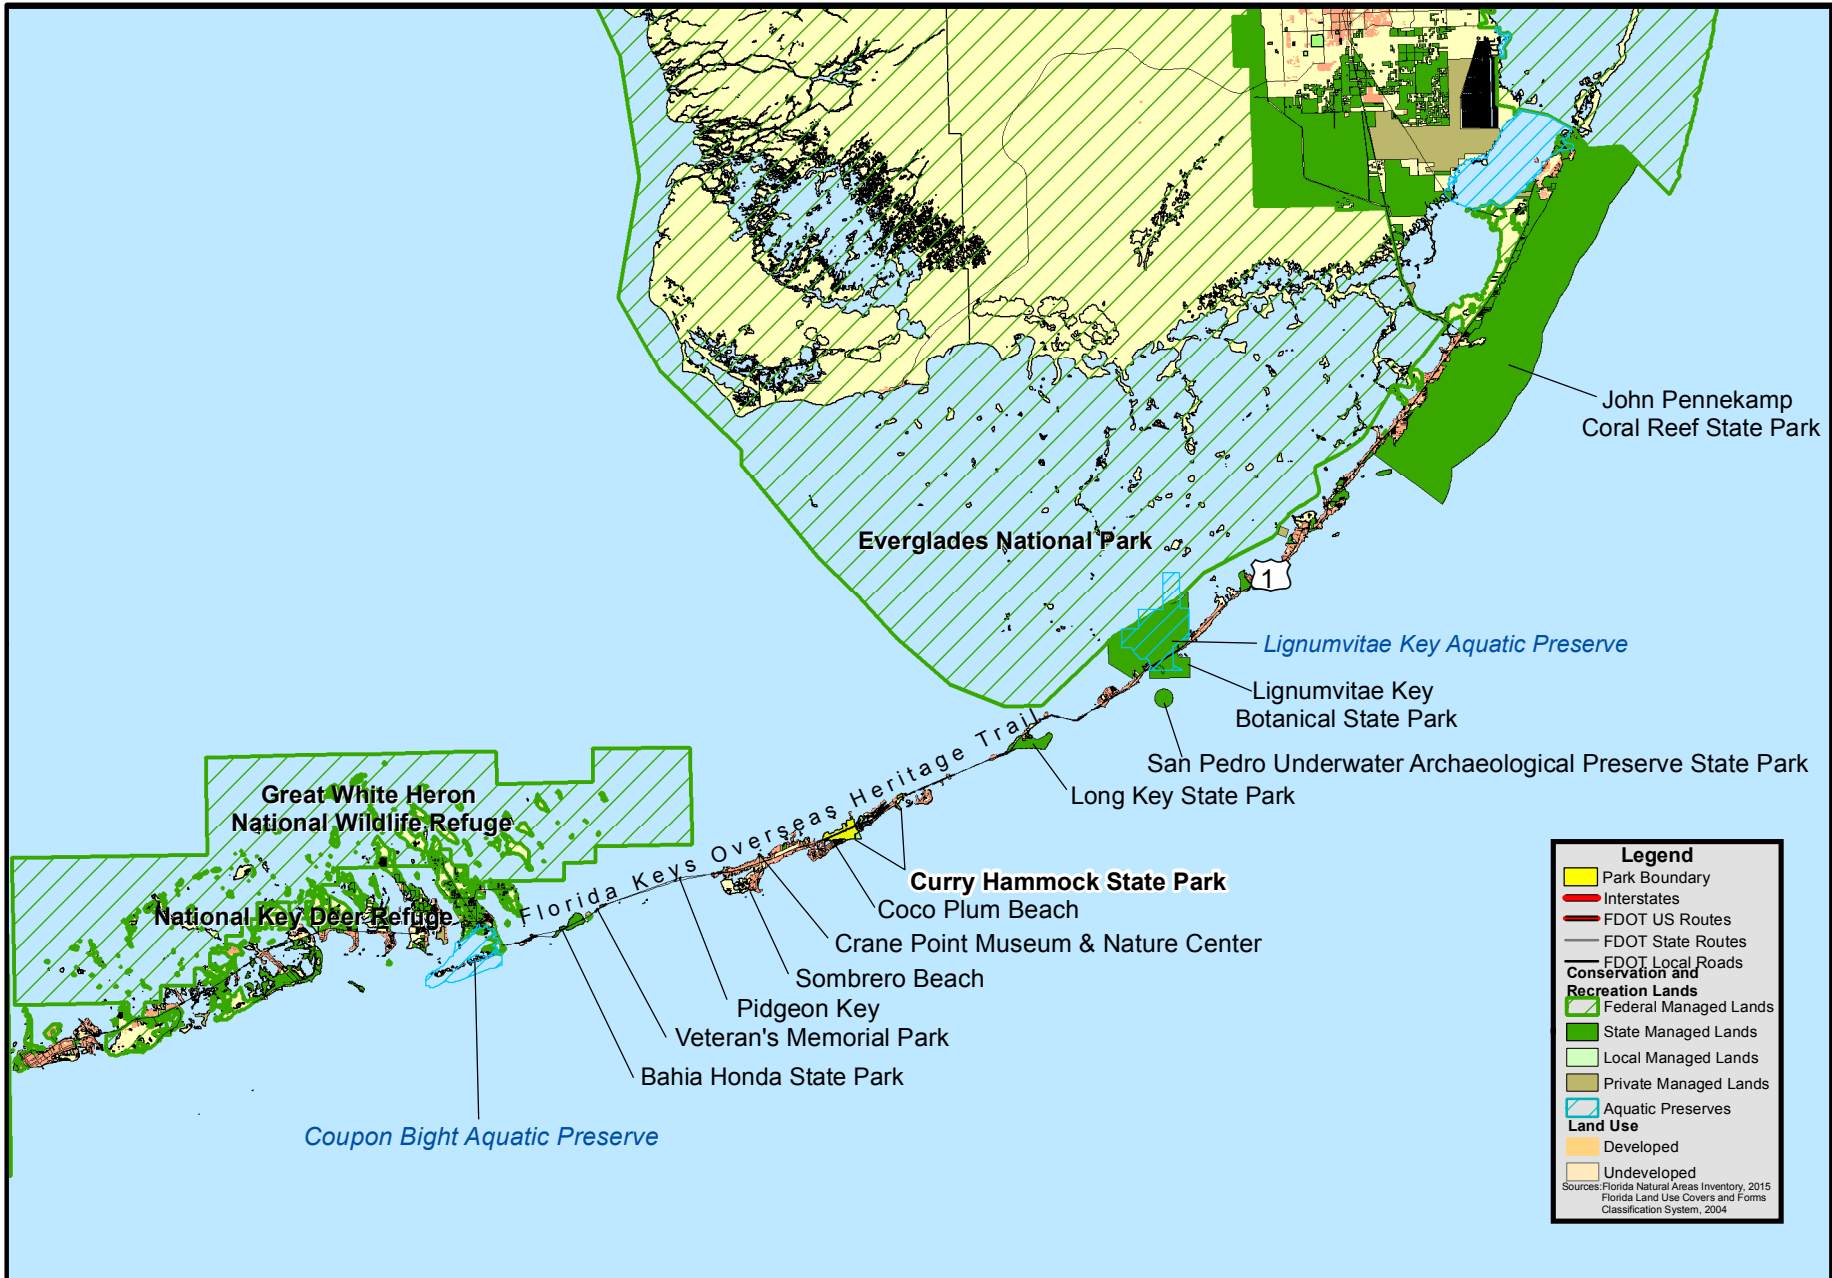 John Pennekamp
Coral Reef State Park
Everglades National Park
1
Lignumvitae Key Aquatic Preserve
Lignumvitae Key
Botanical State Park
San Pedro Underwater Archaeological Preserve State Park
Long Key State Park
Florida Keys Overseas Heritage Trail
Great White Heron
National Wildlife Refuge
National Key Deer Refuge
Curry Hammock State Park
Coco Plum Beach
Crane Point Museum & Nature Center
Sombrero Beach
Pidgeon Key
Veteran's Memorial Park
Bahia Honda State Park
Coupon Bight Aquatic Preserve
Legend
Park Boundary
Interstates
FDOT US Routes
FDOT State Routes
FDOT Local Roads
Conservation and
Recreation Lands
Federal Managed Lands
State Managed Lands
Local Managed Lands
Private Managed Lands
Aquatic Preserves
Land Use
Developed
Undeveloped
Sources:Florida Natural Areas Inventory, 2015
Florida Land Use Covers and Forms
Classification System, 2004